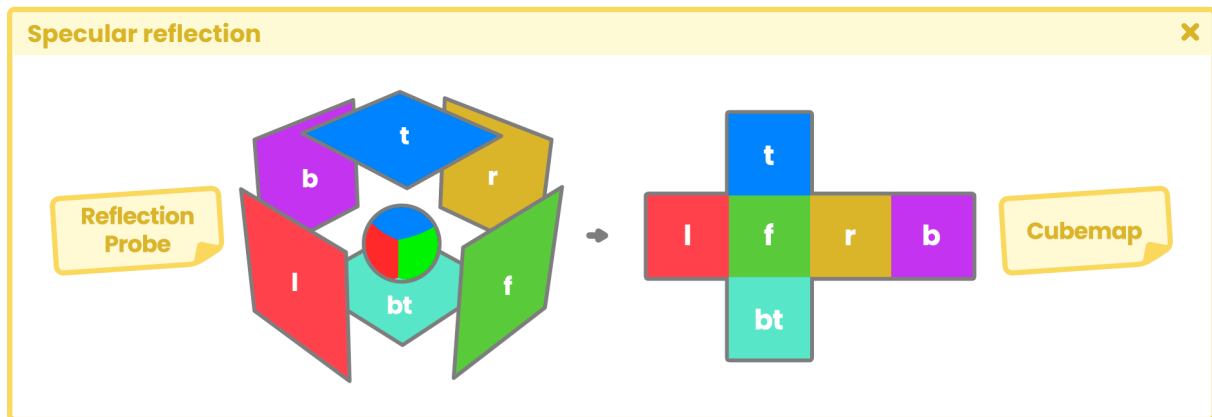 Specular reflection
t
b
r
Reflection
Probe
l
f
bt
t
l f r b
bt
Cubemap